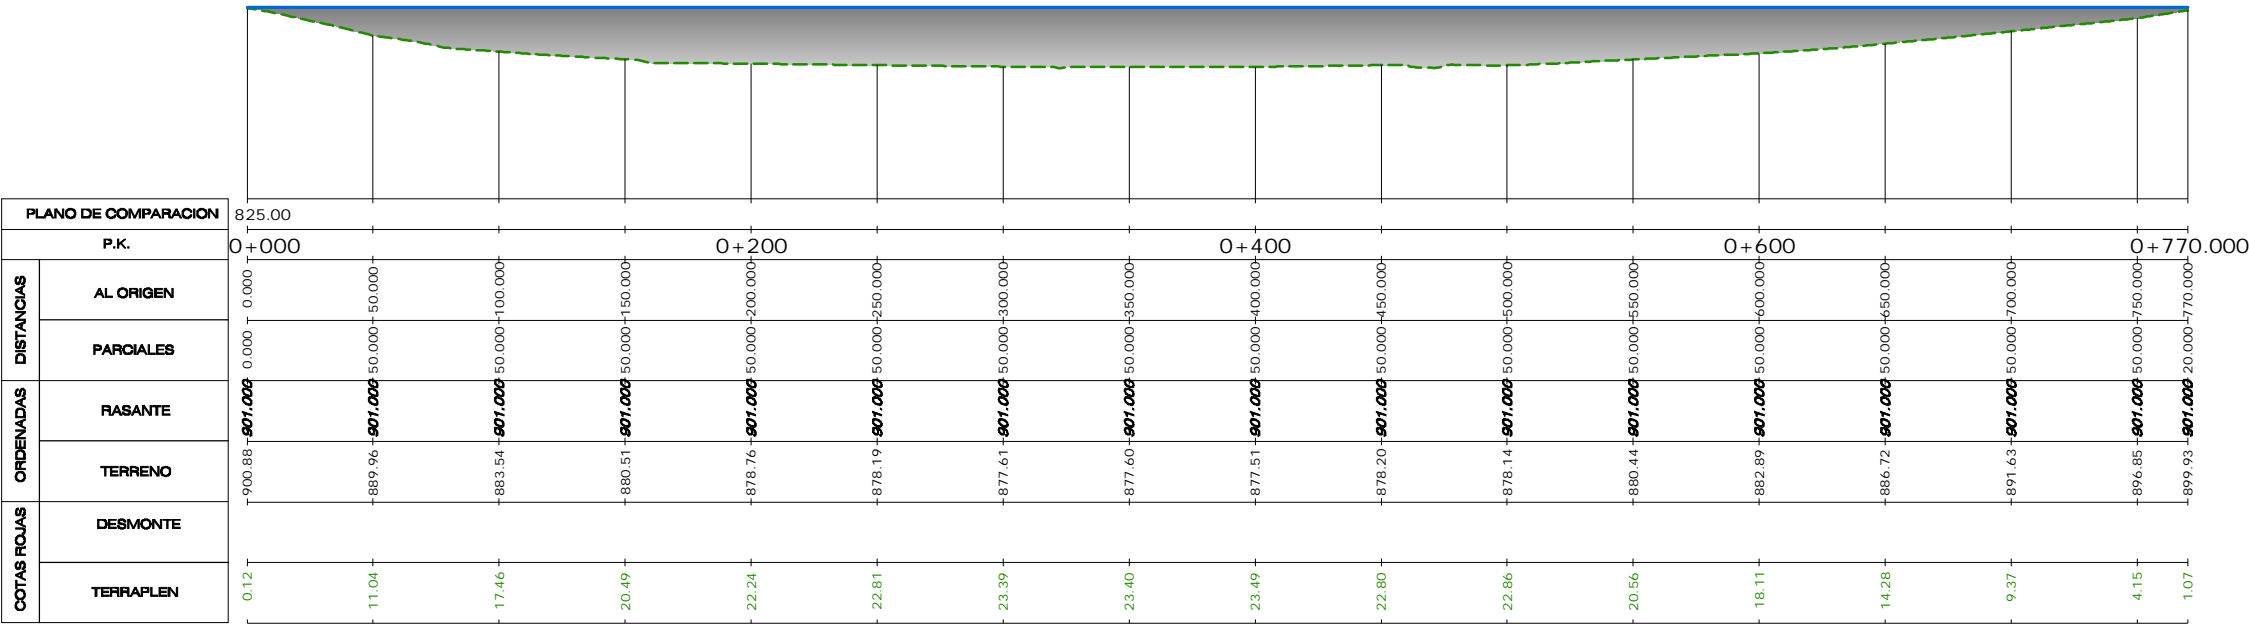 PLANO DE COMPARACION 825.00
P.K. 0+000 0+200 0+400 0+600 0+770.000
DISTANCIAS
AL ORIGEN 0.000 50.000 100.000 150.000 200.000 250.000 300.000 350.000 400.000 450.000 500.000 550.000 600.000 650.000 700.000 750.000 770.000
PARCIALES 0.000 50.000 50.000 50.000 50.000 50.000 50.000 50.000 50.000 50.000 50.000 50.000 50.000 50.000 50.000 50.000 20.000
ORDENADAS
RASANTE 901.000 901.000 901.000 901.000 901.000 901.000 901.000 901.000 901.000 901.000 901.000 901.000 901.000 901.000 901.000 901.000 901.000
TERRENO 900.88 889.96 883.54 880.51 878.76 878.19 877.61 877.60 877.51 878.20 878.14 880.44 882.89 886.72 891.63 896.85 899.93
COTAS ROJAS
DESMONTE
TERRAPLEN 0.12 11.04 17.46 20.49 22.24 22.81 23.39 23.40 23.49 22.80 22.86 20.56 18.11 14.28 9.37 4.15 1.07